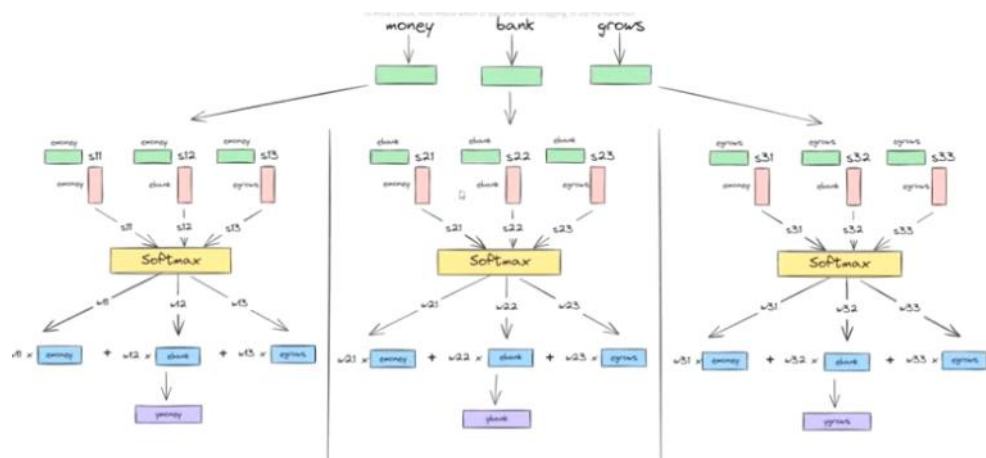 money bank grows
emoney emoney emoney ebank ebank ebank egrows egrows egrows
s11 s12 s13 s21 s22 s23 s31 s32 s33
emoney ebank egrows emoney ebank egrows emoney ebank egrows
s11 s12 s13 s21 s22 s23 s31 s32 s33
Softmax Softmax Softmax
w11 w12 w13 w21 w22 w23 w31 w32 w33
w11 × emoney + w12 × ebank + w13 × egrows w21 × emoney + w22 × ebank + w23 × egrows w31 × emoney + w32 × ebank + w33 × egrows
ymoney ybank ygrows